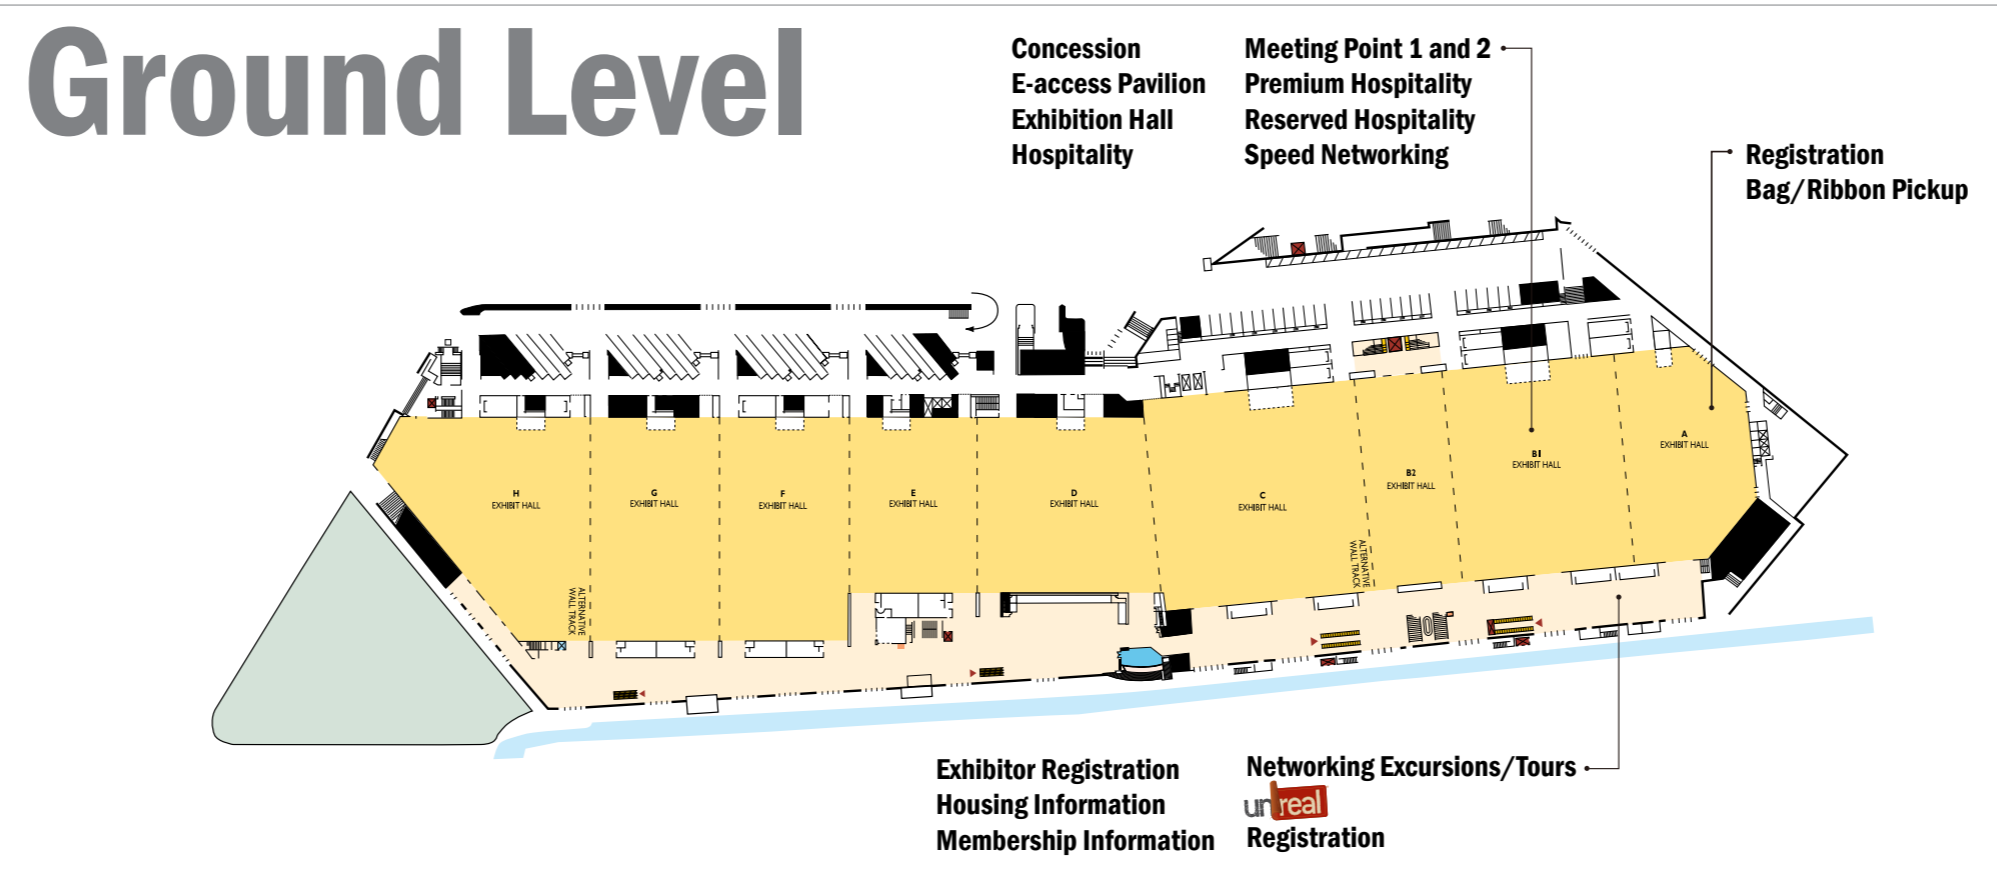 Ground Level
Concession
E-access Pavilion
Exhibition Hall
Hospitality
Meeting Point 1 and 2
Premium Hospitality
Reserved Hospitality
Speed Networking
Registration
Bag/Ribbon Pickup
H
EXHIBIT HALL
G
EXHIBIT HALL
F
EXHIBIT HALL
E
EXHIBIT HALL
D
EXHIBIT HALL
C
EXHIBIT HALL
B2
EXHIBIT HALL
B1
EXHIBIT HALL
A
EXHIBIT HALL
ALTERNATIVE
WALL TRACK
ALTERNATIVE
WALL TRACK
Exhibitor Registration
Housing Information
Membership Information
Networking Excursions/Tours
unreal
Registration